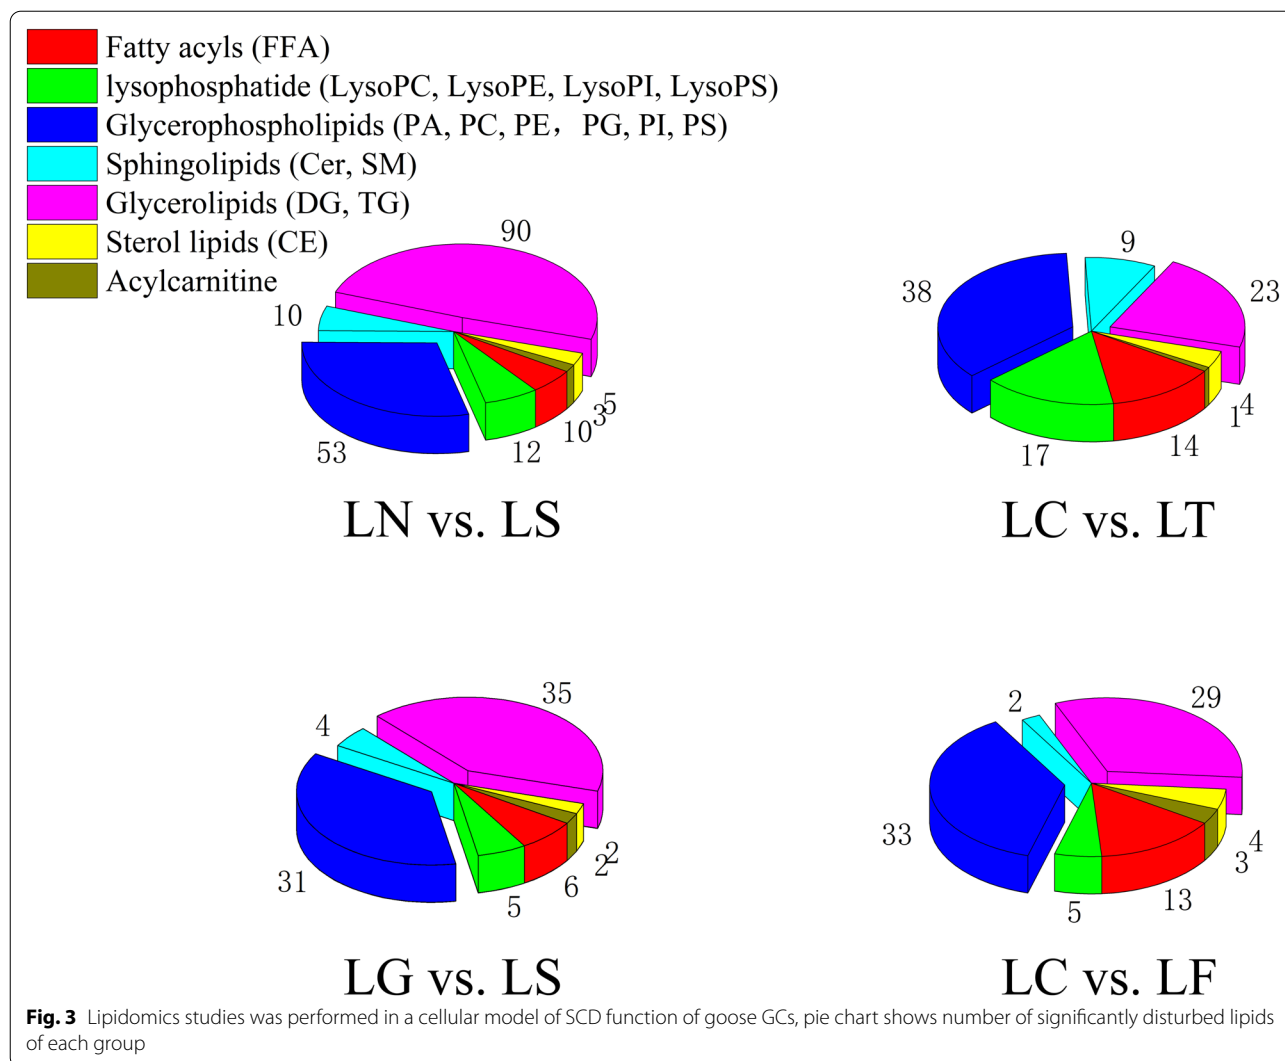 Fatty acyls (FFA)
lysophosphatide (LysoPC, LysoPE, LysoPI, LysoPS)
Glycerophospholipids (PA, PC, PE， PG, PI, PS)
Sphingolipids (Cer, SM)
Glycerolipids (DG, TG)
Sterol lipids (CE)
Acylcarnitine
90
10
53
12
10
3
5
LN vs. LS
9
38
23
17
14
1
4
LC vs. LT
35
4
31
5
6
2
2
LG vs. LS
29
2
33
5
13
3
4
LC vs. LF
Fig. 3 Lipidomics studies was performed in a cellular model of SCD function of goose GCs, pie chart shows number of significantly disturbed lipids
of each group